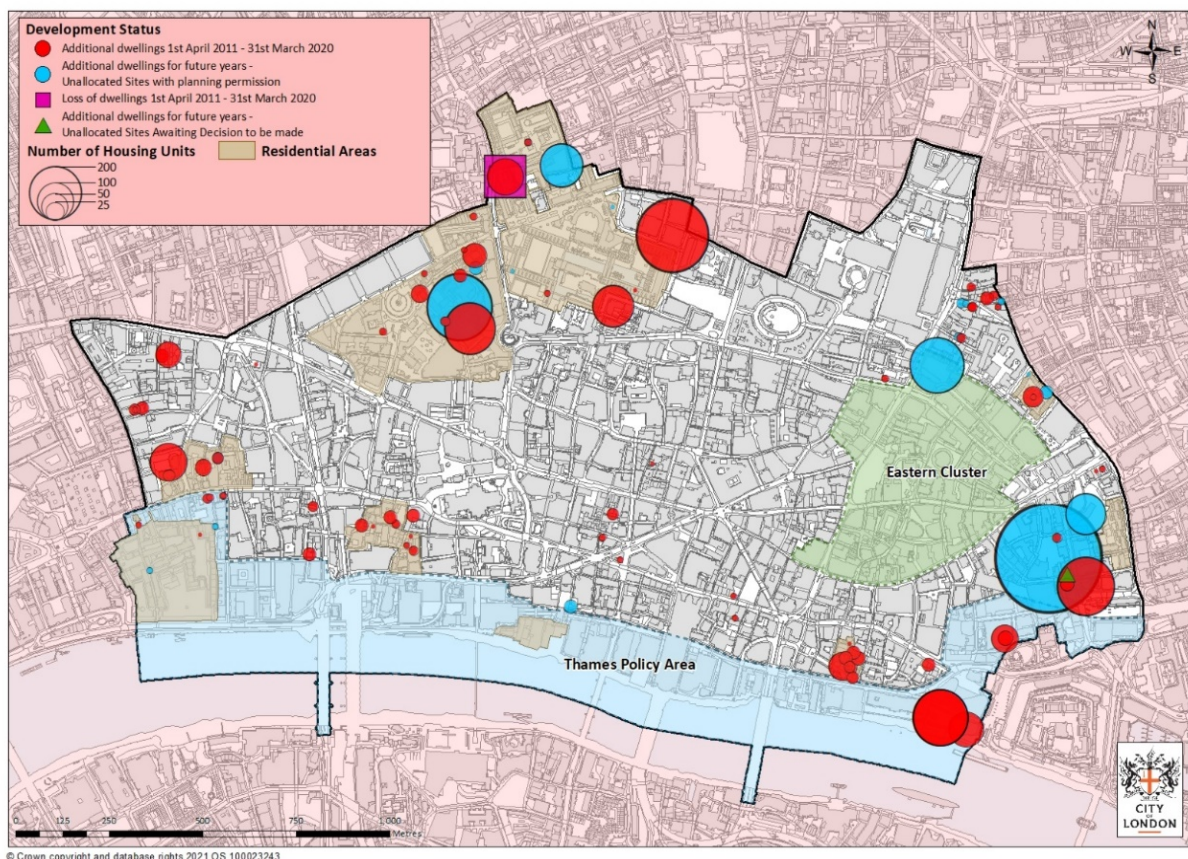 Development Status
Additional dwellings 1st April 2011 - 31st March 2020
Additional dwellings for future years -
Unallocated Sites with planning permission
Loss of dwellings 1st April 2011 - 31st March 2020
Additional dwellings for future years -
Unallocated Sites Awaiting Decision to be made
Number of Housing Units
Residential Areas
200
100
50
25
N
W E
S
Eastern Cluster
Thames Policy Area
0 125 250 500 750 1,000
Metres
CITY
OF
LONDON
© Crown copyright and database rights 2021 OS 100023243